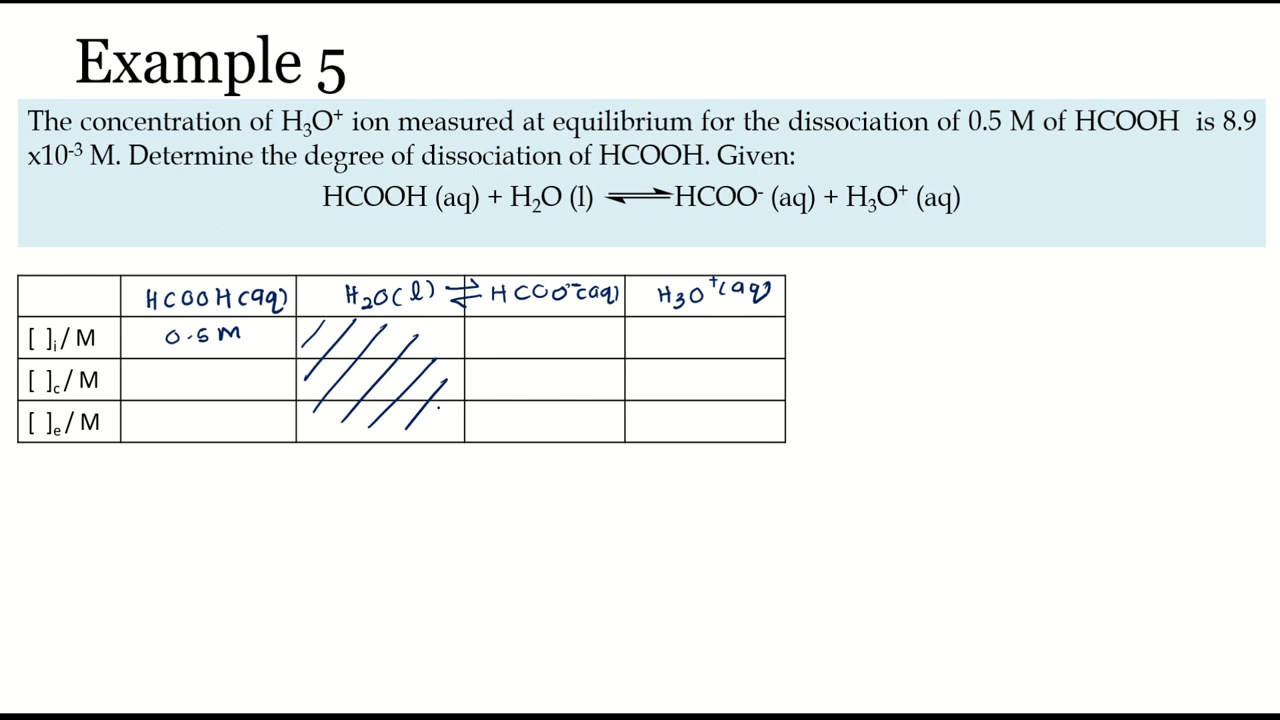 Example 5
The concentration of H₃O⁺ ion measured at equilibrium for the dissociation of 0.5 M of HCOOH is 8.9
x10⁻³ M. Determine the degree of dissociation of HCOOH. Given:
HCOOH (aq) + H₂O (l) ⇌ HCOO⁻ (aq) + H₃O⁺ (aq)
HCOOH(aq) H₂O(l) ⇌ HCOO⁻(aq) H₃O⁺(aq)
[ ]ᵢ / M 0.5 M
[ ]c / M
[ ]ₑ / M